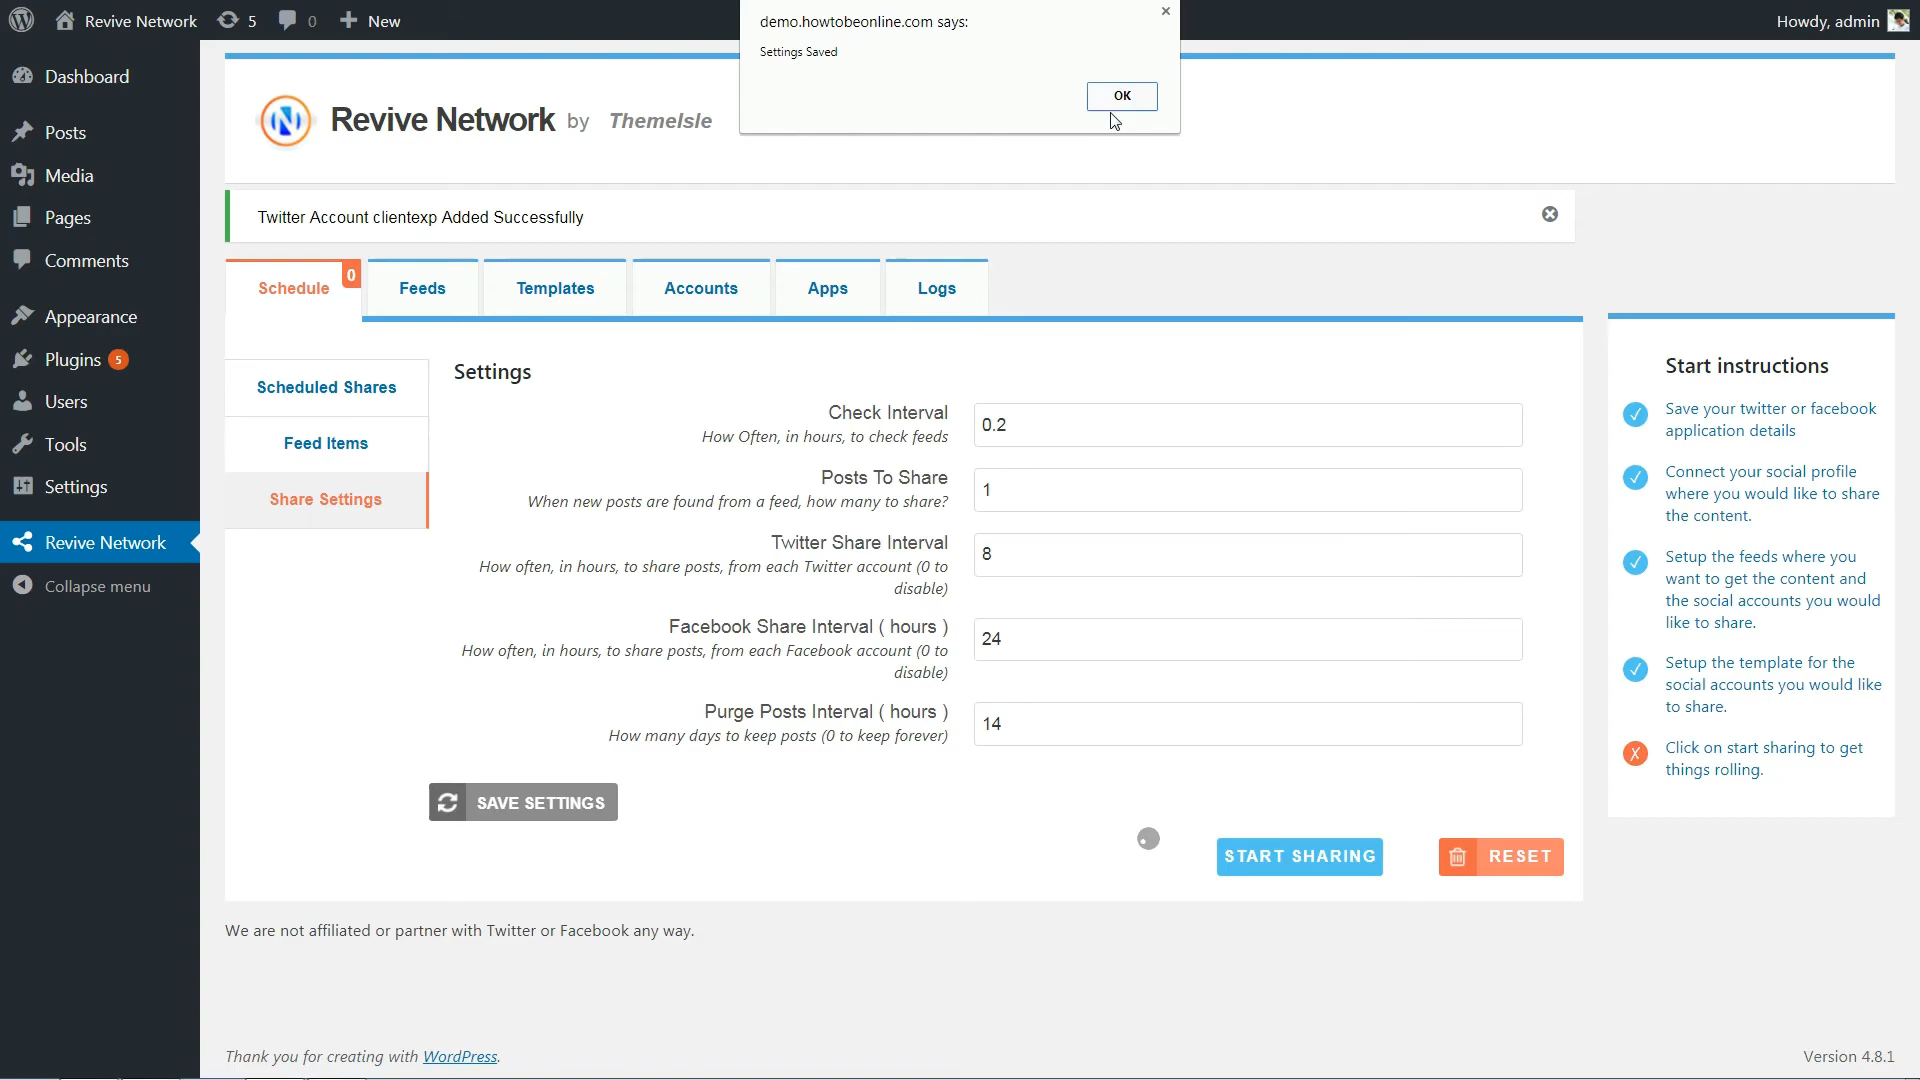 Revive Network 5 0 New
Howdy, admin
demo.howtobeonline.com says:
Settings Saved
OK
Dashboard
Posts
Media
Pages
Comments
Appearance
Plugins 5
Users
Tools
Settings
Revive Network
Collapse menu
Revive Network by ThemeIsle
Twitter Account clientexp Added Successfully
Schedule 0
Feeds
Templates
Accounts
Apps
Logs
Scheduled Shares
Feed Items
Share Settings
Settings
Check Interval
How Often, in hours, to check feeds
0.2
Posts To Share
When new posts are found from a feed, how many to share?
1
Twitter Share Interval
How often, in hours, to share posts, from each Twitter account (0 to
disable)
8
Facebook Share Interval ( hours )
How often, in hours, to share posts, from each Facebook account (0 to
disable)
24
Purge Posts Interval ( hours )
How many days to keep posts (0 to keep forever)
14
SAVE SETTINGS
START SHARING
RESET
Start instructions
Save your twitter or facebook
application details
Connect your social profile
where you would like to share
the content.
Setup the feeds where you
want to get the content and
the social accounts you would
like to share.
Setup the template for the
social accounts you would like
to share.
Click on start sharing to get
things rolling.
We are not affiliated or partner with Twitter or Facebook any way.
Thank you for creating with WordPress.
Version 4.8.1